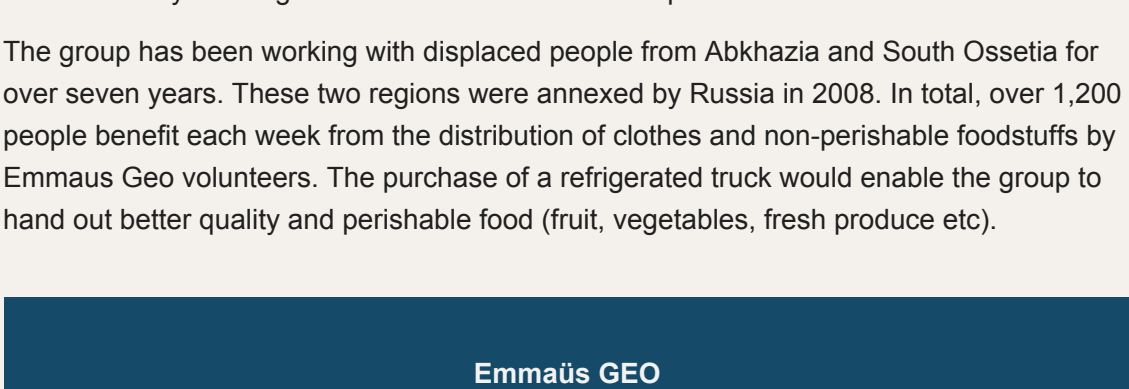 The group has been working with displaced people from Abkhazia and South Ossetia for
over seven years. These two regions were annexed by Russia in 2008. In total, over 1,200
people benefit each week from the distribution of clothes and non-perishable foodstuffs by
Emmaus Geo volunteers. The purchase of a refrigerated truck would enable the group to
hand out better quality and perishable food (fruit, vegetables, fresh produce etc).
Emmaüs GEO